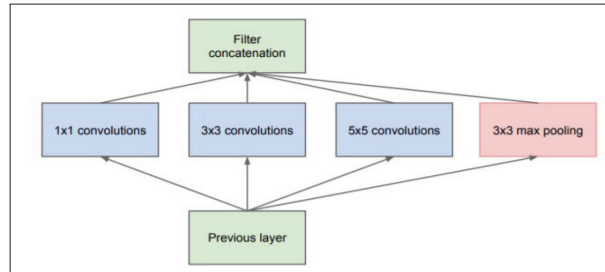 Filter
concatenation
1x1 convolutions
3x3 convolutions
5x5 convolutions
3x3 max pooling
Previous layer